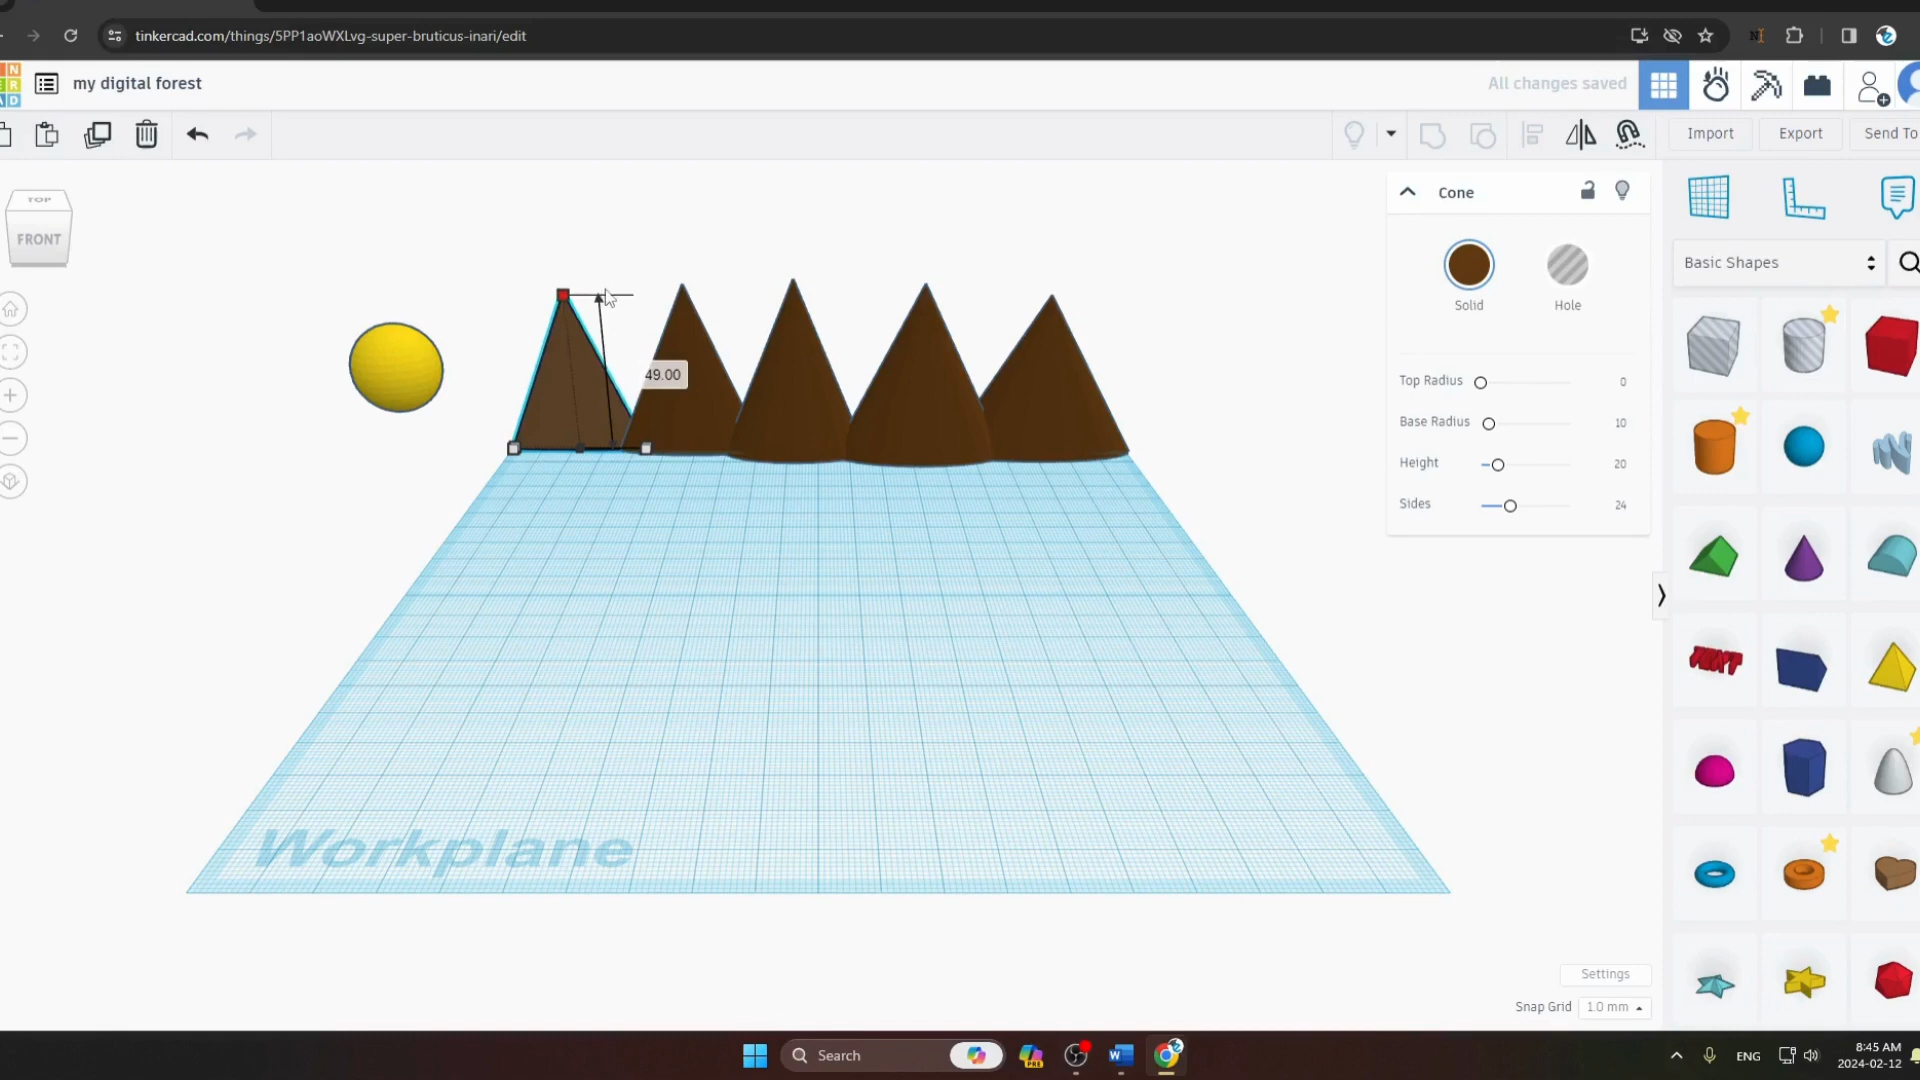 tinkercad.com/things/5PP1aoWXLvg-super-bruticus-inari/edit
my digital forest
All changes saved
Import
Export
Send To
TOP
FRONT
Cone
Solid
Hole
Top Radius
0
Base Radius
10
Height
20
Sides
24
Basic Shapes
49.00
Workplane
Settings
Snap Grid
1.0 mm
Search
PRE
ENG
8:45 AM
2024-02-12